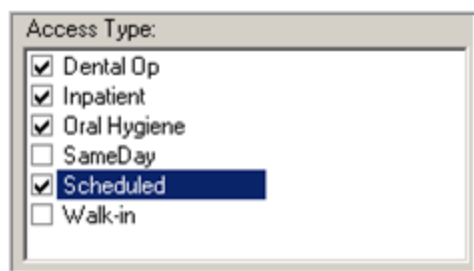 Access Type:
Dental Op
Inpatient
Oral Hygiene
SameDay
Scheduled
Walk-in